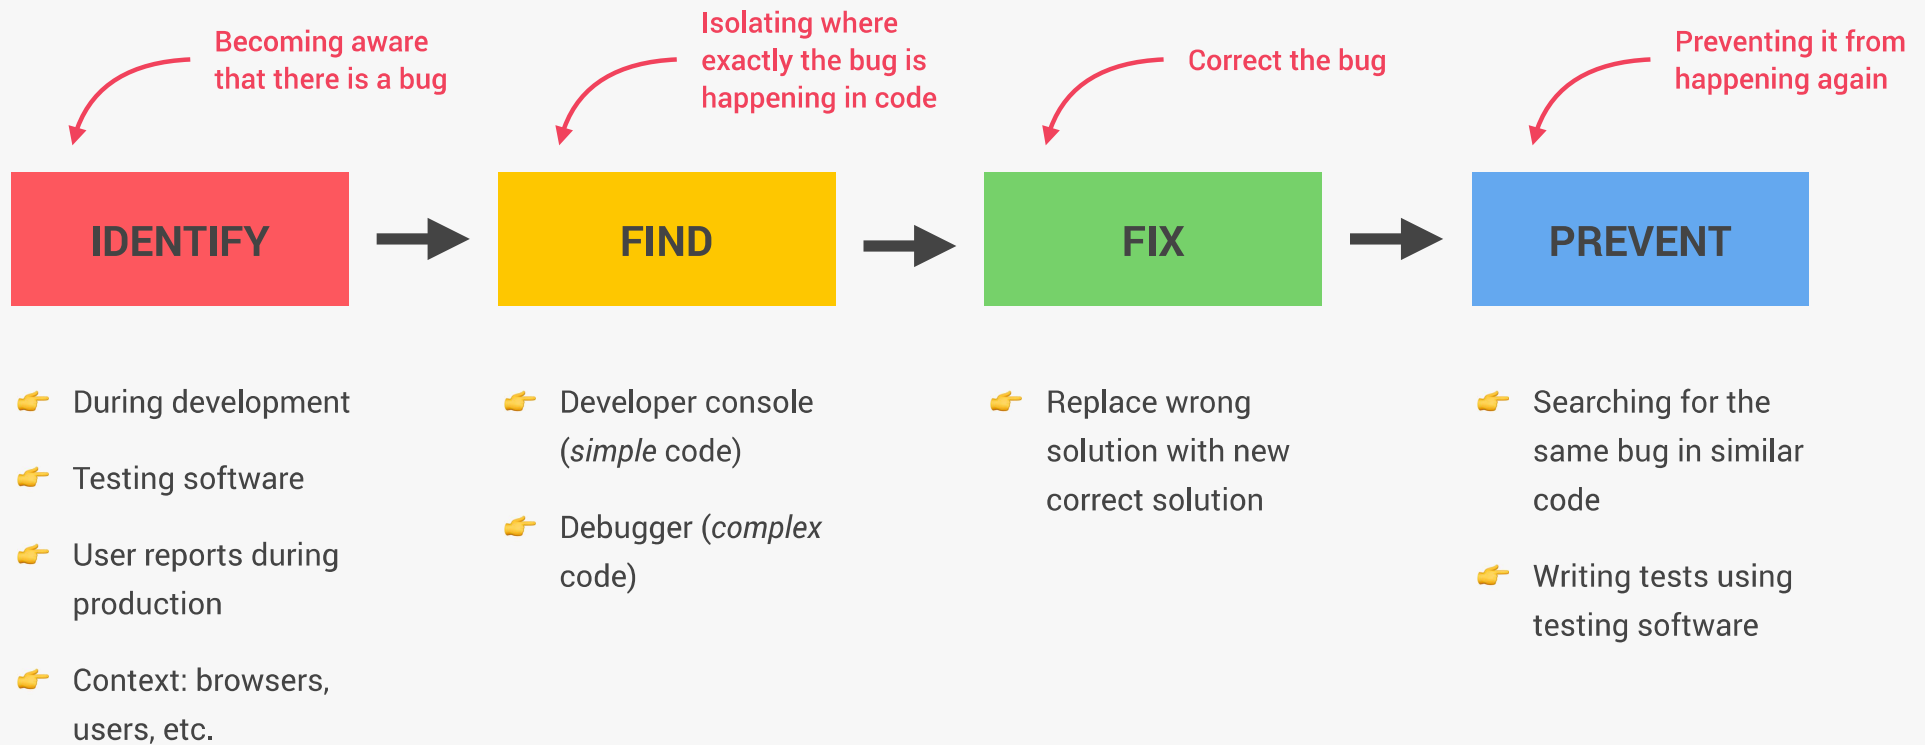 Becoming aware
that there is a bug
Isolating where
exactly the bug is
happening in code
Correct the bug
Preventing it from
happening again
IDENTIFY
FIND
FIX
PREVENT
During development
Testing software
User reports during
production
Context: browsers,
users, etc.
Developer console
(simple code)
Debugger (complex
code)
Replace wrong
solution with new
correct solution
Searching for the
same bug in similar
code
Writing tests using
testing software